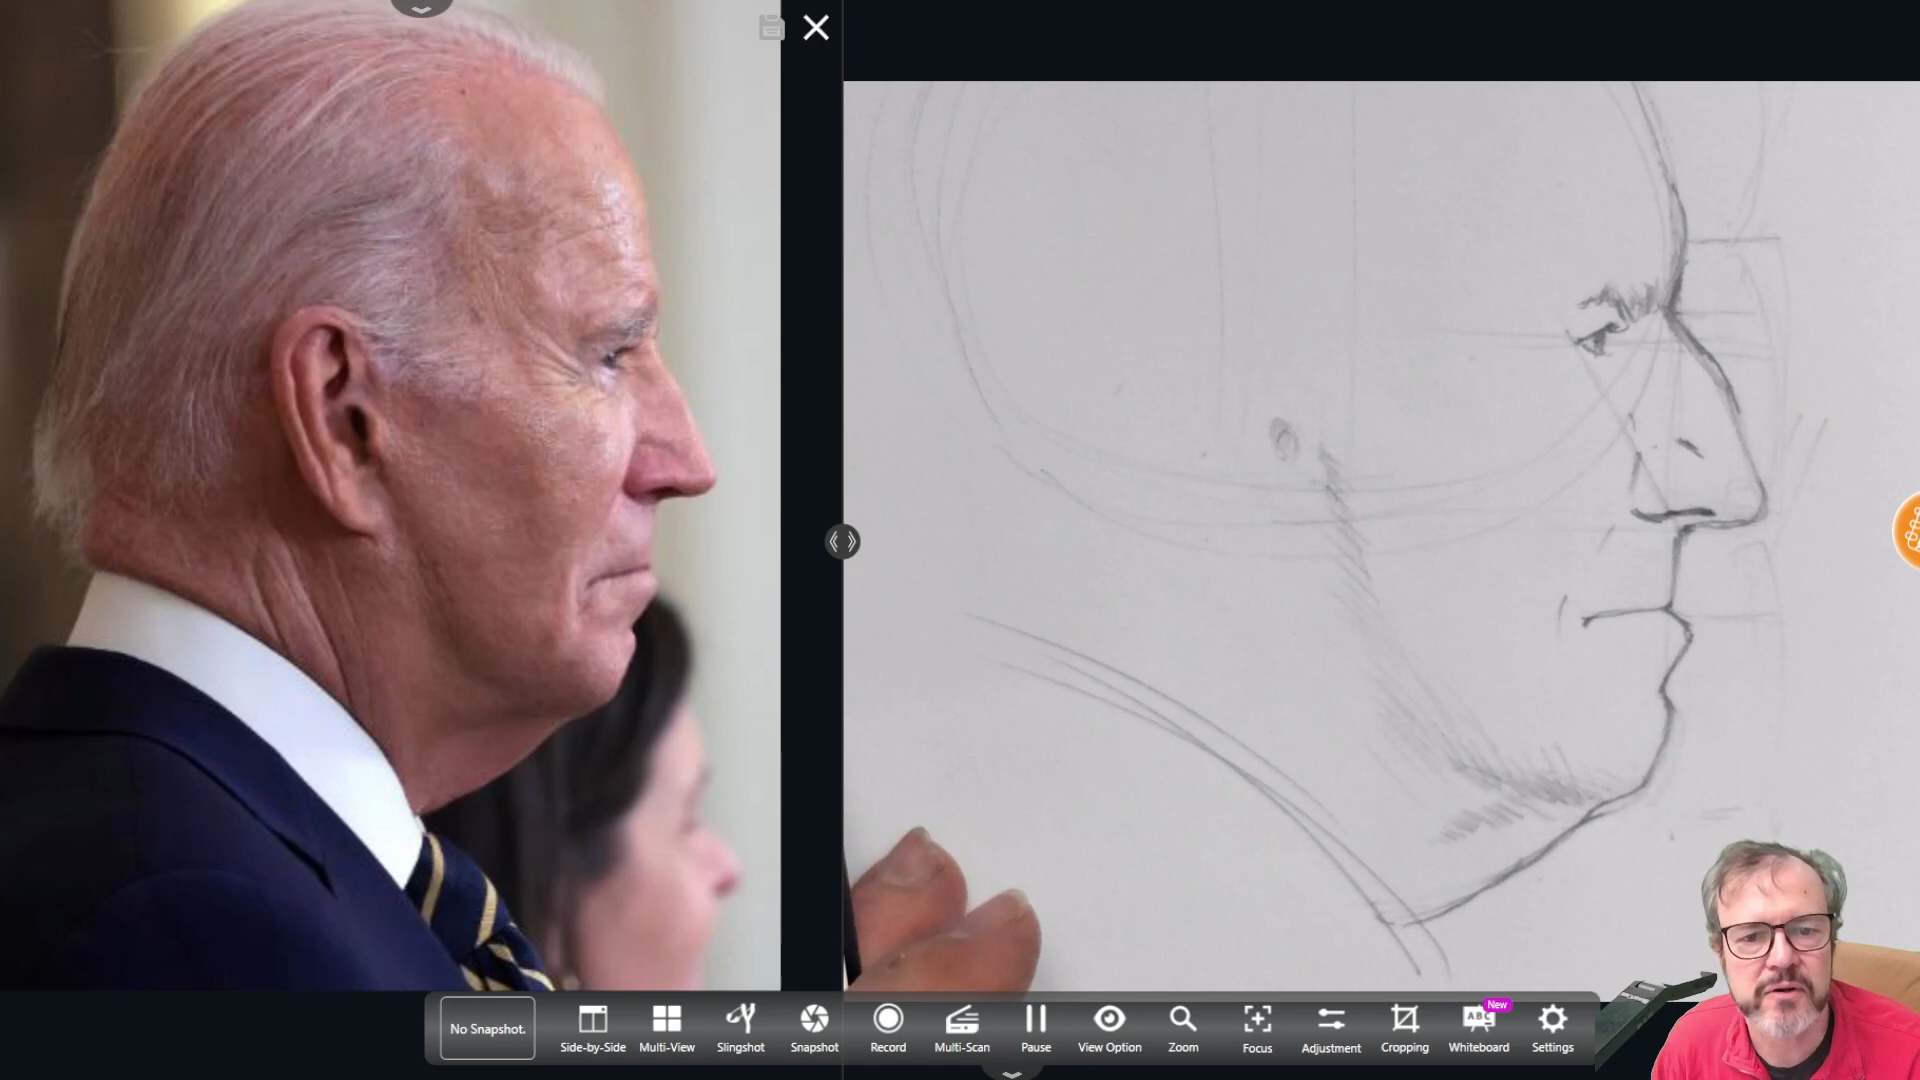 No Snapshot.
Side-by-Side
Multi-View
Slingshot
Snapshot
Record
Multi-Scan
Pause
View Option
Zoom
Focus
Adjustment
Cropping
New
ABC
Whiteboard
Settings